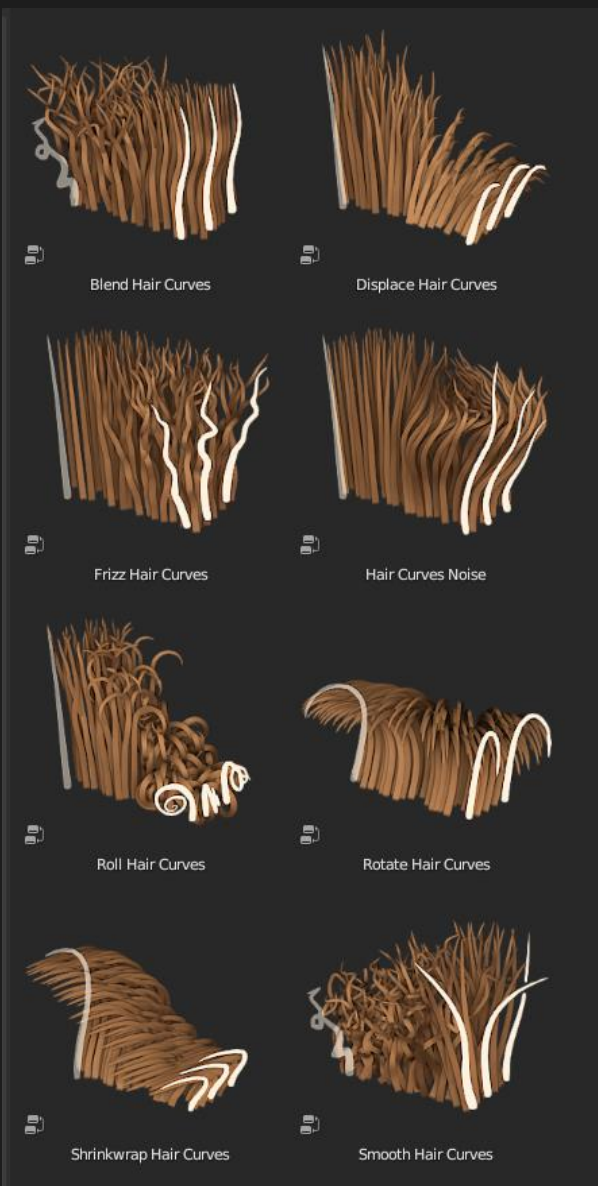 Blend Hair Curves
Displace Hair Curves
Frizz Hair Curves
Hair Curves Noise
Roll Hair Curves
Rotate Hair Curves
Shrinkwrap Hair Curves
Smooth Hair Curves